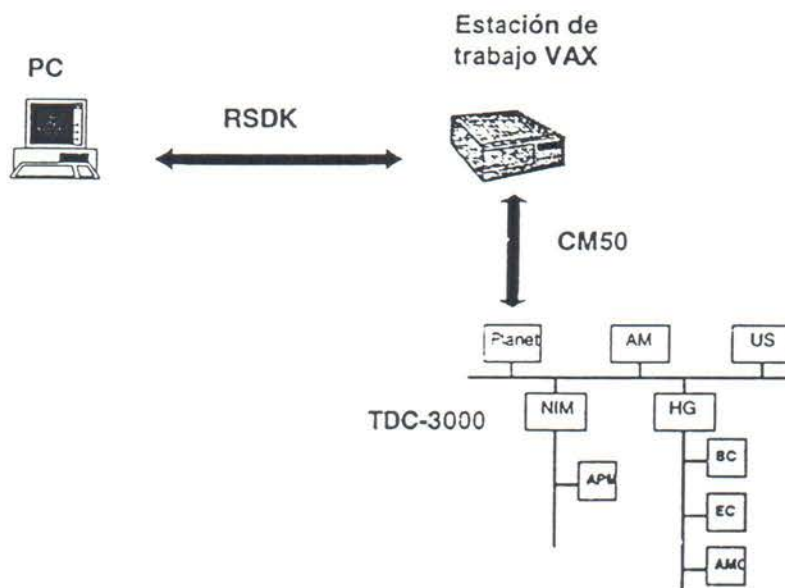 Estación de
trabajo VAX
PC
RSDK
CM50
Planet
AM
US
TDC-3000
NIM
HG
BC
APM
EC
AMC